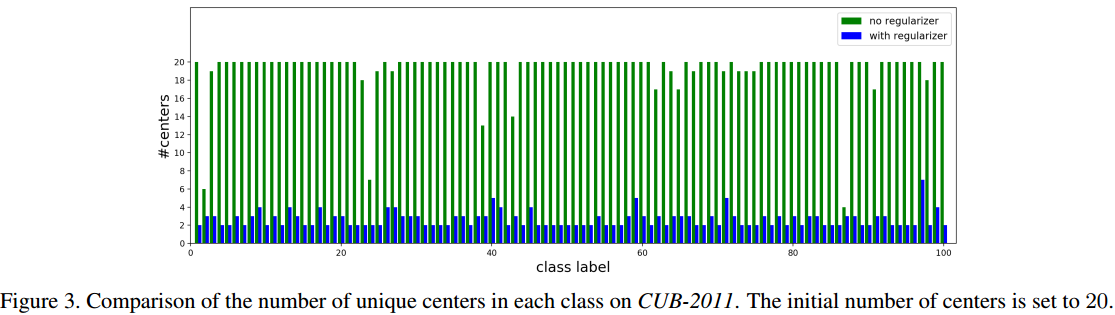 no regularizer
with regularizer
20
18
16
14
12
10
8
6
4
2
0
#centers
0 20 40 60 80 100
class label
Figure 3. Comparison of the number of unique centers in each class on CUB-2011. The initial number of centers is set to 20.